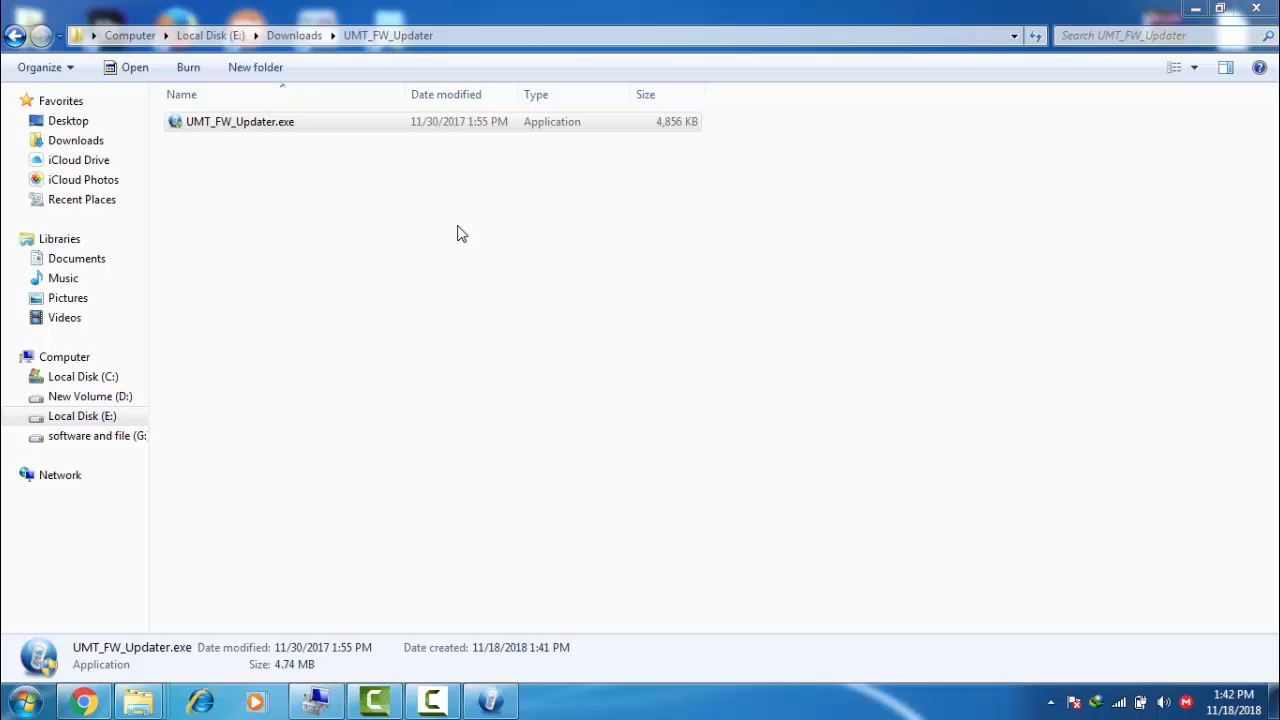 Computer Local Disk (E:) Downloads UMT_FW_Updater Search UMT_FW_Updater
Organize Open Burn New folder
Name Date modified Type Size
UMT_FW_Updater.exe 11/30/2017 1:55 PM Application 4,856 KB
Favorites
Desktop
Downloads
iCloud Drive
iCloud Photos
Recent Places
Libraries
Documents
Music
Pictures
Videos
Computer
Local Disk (C:)
New Volume (D:)
Local Disk (E:)
software and file (G:
Network
UMT_FW_Updater.exe Date modified: 11/30/2017 1:55 PM Date created: 11/18/2018 1:41 PM
Application Size: 4.74 MB
1:42 PM
11/18/2018